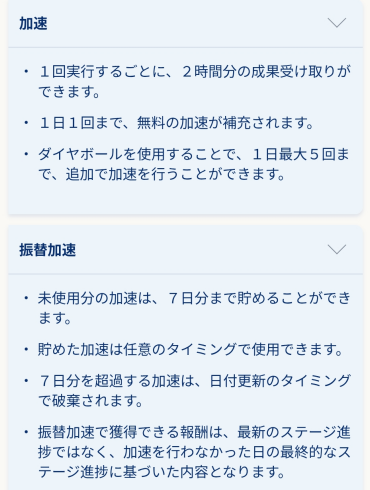 加速
・１回実行するごとに、２時間分の成果受け取りが
できます。
・１日１回まで、無料の加速が補充されます。
・ダイヤボールを使用することで、１日最大５回ま
で、追加で加速を行うことができます。
振替加速
・未使用分の加速は、７日分まで貯めることができ
ます。
・貯めた加速は任意のタイミングで使用できます。
・７日分を超過する加速は、日付更新のタイミング
で破棄されます。
・振替加速で獲得できる報酬は、最新のステージ進
捗ではなく、加速を行わなかった日の最終的なス
テージ進捗に基づいた内容となります。